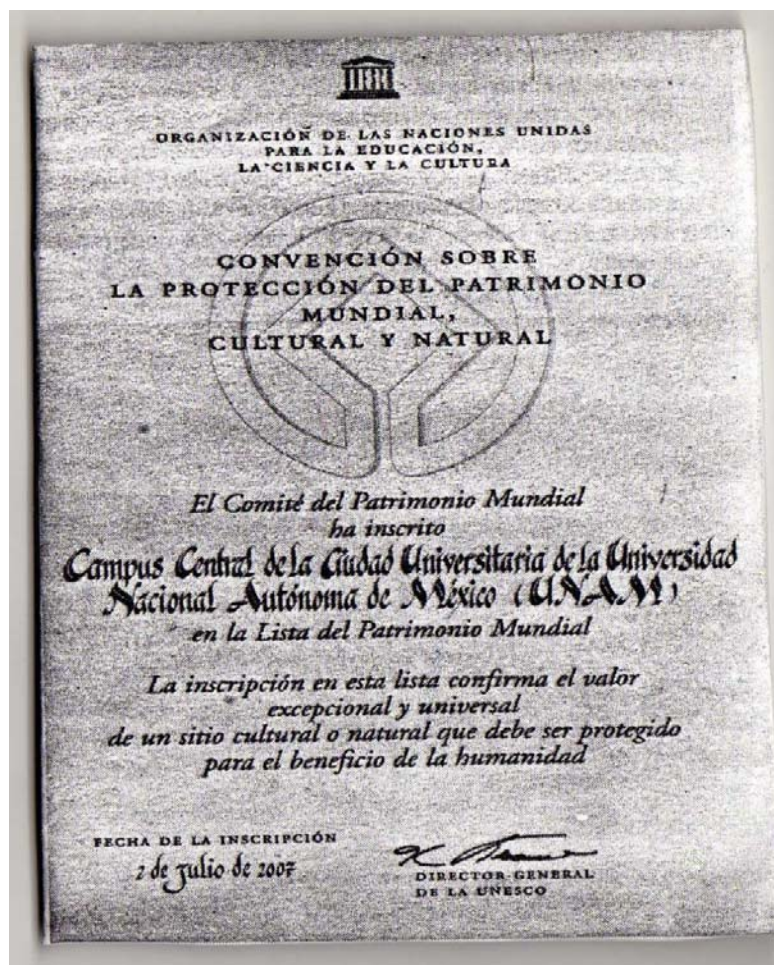 ORGANIZACIÓN DE LAS NACIONES UNIDAS
PARA LA EDUCACIÓN,
LA CIENCIA Y LA CULTURA
CONVENCIÓN SOBRE
LA PROTECCIÓN DEL PATRIMONIO
MUNDIAL,
CULTURAL Y NATURAL
El Comité del Patrimonio Mundial
ha inscrito
Campus Central de la Ciudad Universitaria de la Universidad
Nacional Autónoma de México (UNAM)
en la Lista del Patrimonio Mundial
La inscripción en esta lista confirma el valor
excepcional y universal
de un sitio cultural o natural que debe ser protegido
para el beneficio de la humanidad
FECHA DE LA INSCRIPCIÓN
2 de Julio de 2007
DIRECTOR GENERAL
DE LA UNESCO